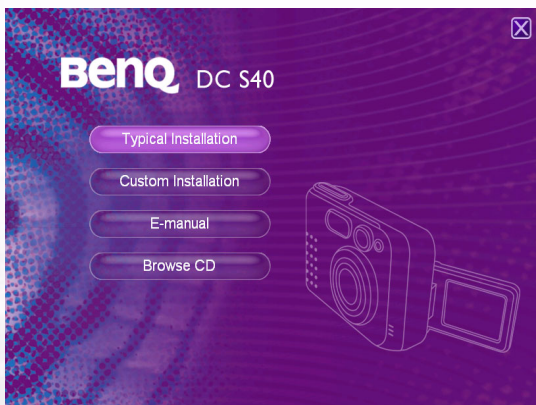 BenQ DC S40
Typical Installation
Custom Installation
E-manual
Browse CD